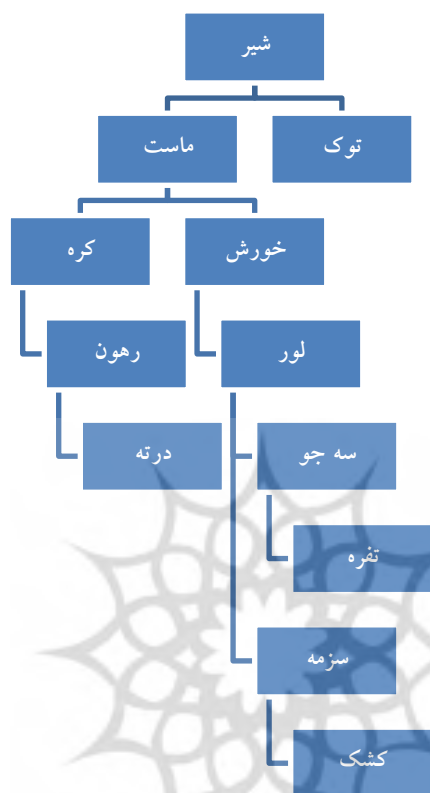 شیر
توک
ماست
خورش
کره
لور
رهون
سه جو
درته
تفره
سزمه
کشک